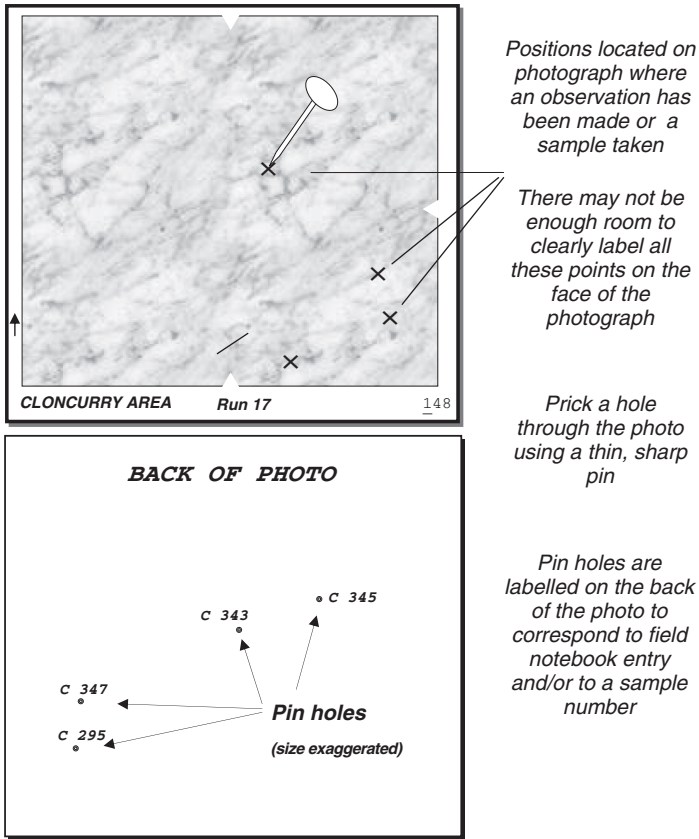 Positions located on
photograph where
an observation has
been made or a
sample taken
There may not be
enough room to
clearly label all
these points on the
face of the
photograph
CLONCURRY AREA Run 17 148
Prick a hole
through the photo
using a thin, sharp
pin
BACK OF PHOTO
Pin holes are
labelled on the back
of the photo to
correspond to field
notebook entry
and/or to a sample
number
C 345
C 343
C 347
C 295
Pin holes
(size exaggerated)